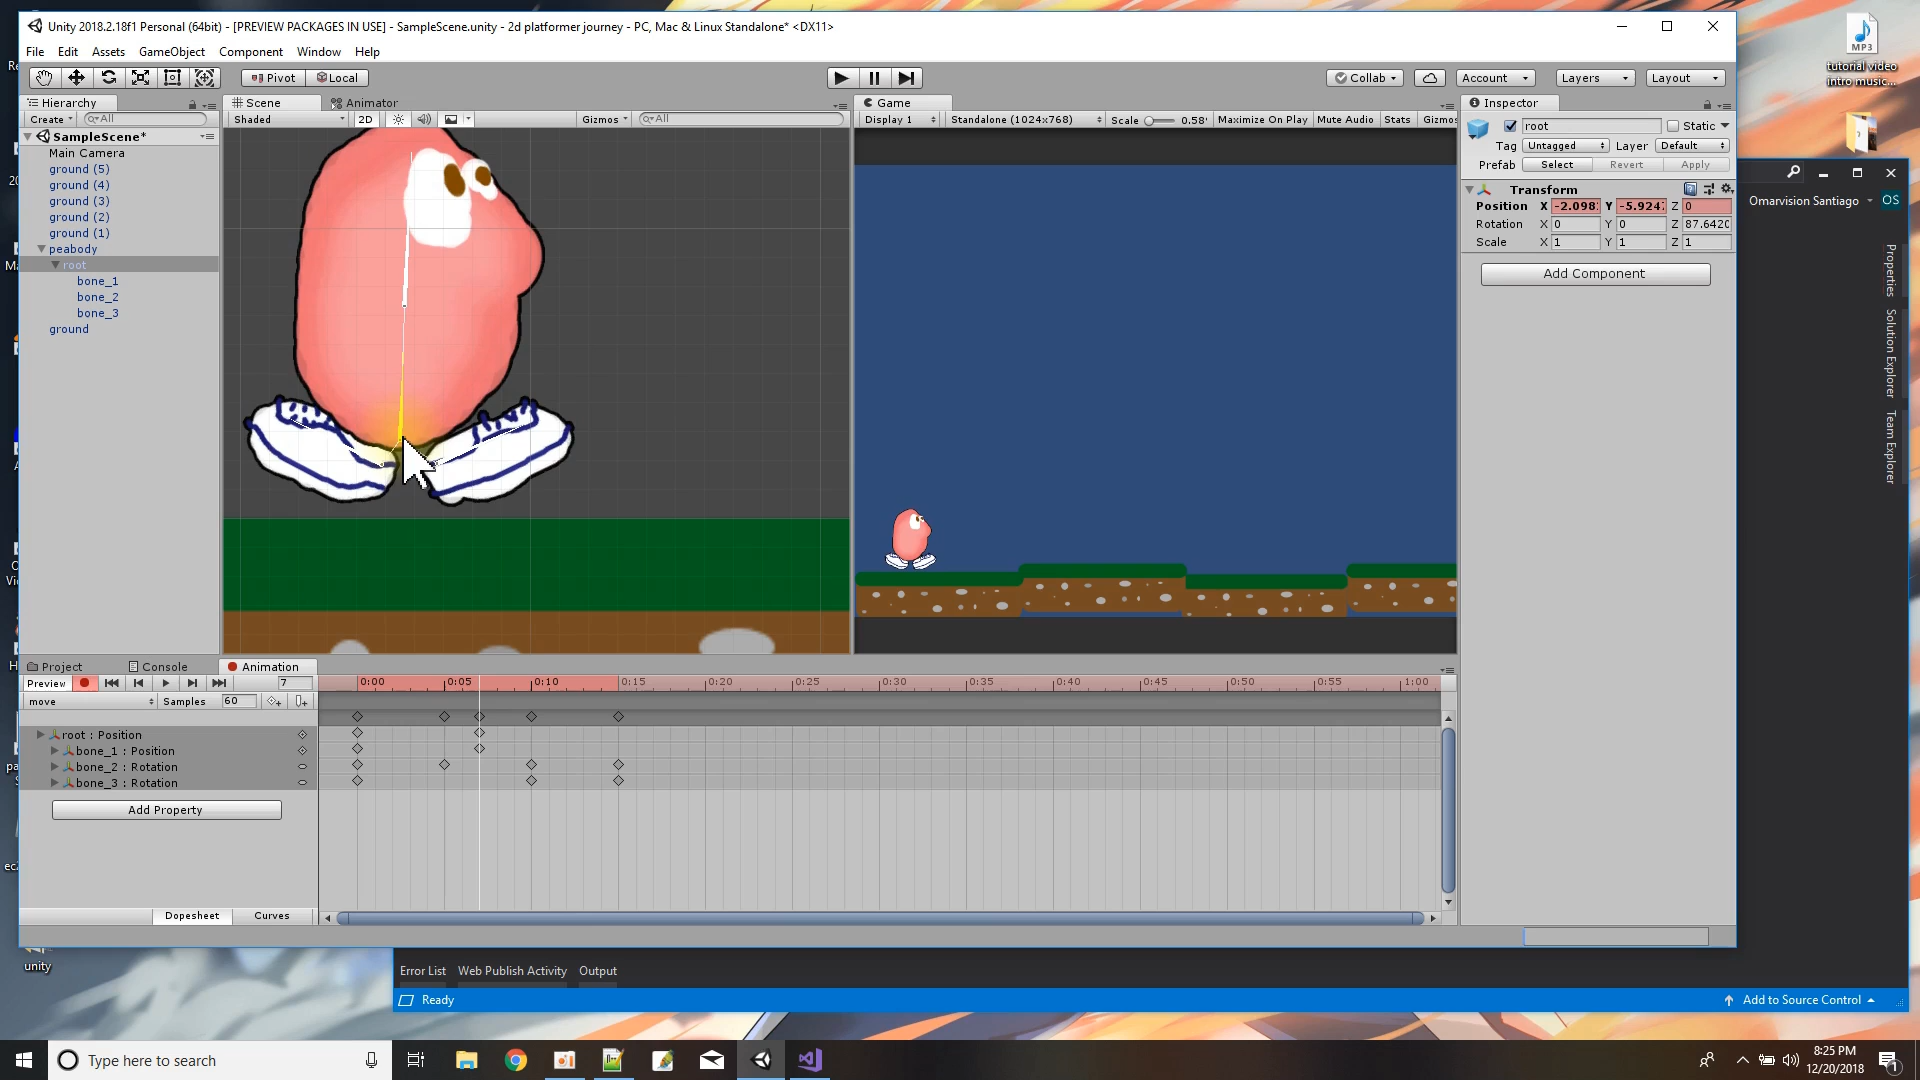 Unity 2018.2.18f1 Personal (64bit) - [PREVIEW PACKAGES IN USE] - SampleScene.unity - 2d platformer journey - PC, Mac & Linux Standalone* <DX11>
File Edit Assets GameObject Component Window Help
Pivot Local Collab Account Layers Layout
Hierarchy Scene Animator Game Inspector
Create All Shaded 2D Gizmos All Display 1 Standalone (1024x768) Scale 0.58 Maximize On Play Mute Audio Stats Gizmos
root Static
SampleScene*
Tag Untagged Layer Default
Main Camera
Prefab Select Revert Apply
ground (5)
Transform
ground (4)
Position X -2.098 Y -5.924 Z 0
ground (3)
Rotation X 0 Y 0 Z 87.642
ground (2)
Scale X 1 Y 1 Z 1
ground (1)
peabody
root
Add Component
bone_1
bone_2
bone_3
ground
Project Console Animation
Preview 7 0:00 0:05 0:10 0:15 0:20 0:25 0:30 0:35 0:40 0:45 0:50 0:55 1:00
move Samples 60
root : Position
bone_1 : Position
bone_2 : Rotation
bone_3 : Rotation
Add Property
Dopesheet Curves
Omarvision Santiago OS
Properties
Solution Explorer
Team Explorer
MP3
tutorial video
intro music...
unity
Error List Web Publish Activity Output
Ready Add to Source Control
Type here to search
8:25 PM
12/20/2018
1